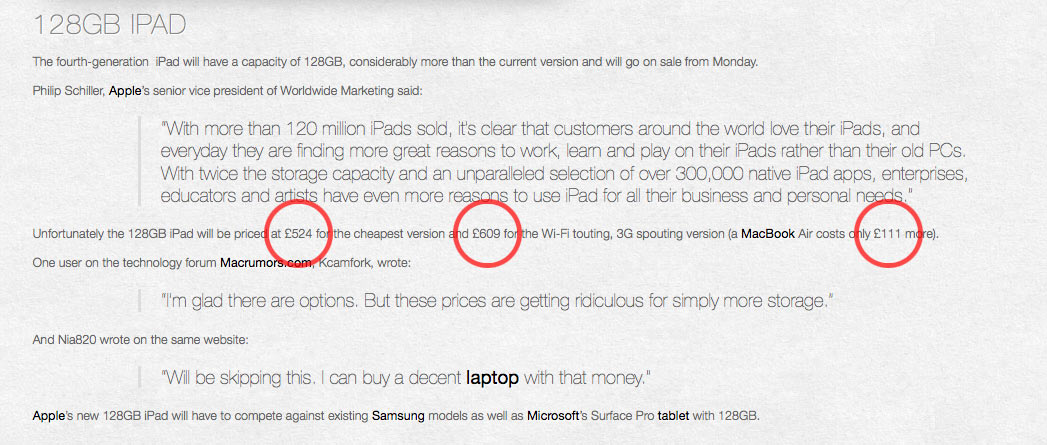 128GB IPAD
The fourth-generation iPad will have a capacity of 128GB, considerably more than the current version and will go on sale from Monday.
Philip Schiller, Apple's senior vice president of Worldwide Marketing said:
"With more than 120 million iPads sold, it's clear that customers around the world love their iPads, and
everyday they are finding more great reasons to work, learn and play on their iPads rather than their old PCs.
With twice the storage capacity and an unparalleled selection of over 300,000 native iPad apps, enterprises,
educators and artists have even more reasons to use iPad for all their business and personal needs."
Unfortunately the 128GB iPad will be priced at £524 for the cheapest version and £609 for the Wi-Fi touting, 3G spouting version (a MacBook Air costs only £111 more).
One user on the technology forum Macrumors.com, Kcamfork, wrote:
"I'm glad there are options. But these prices are getting ridiculous for simply more storage."
And Nia820 wrote on the same website:
"Will be skipping this. I can buy a decent laptop with that money."
Apple's new 128GB iPad will have to compete against existing Samsung models as well as Microsoft's Surface Pro tablet with 128GB.